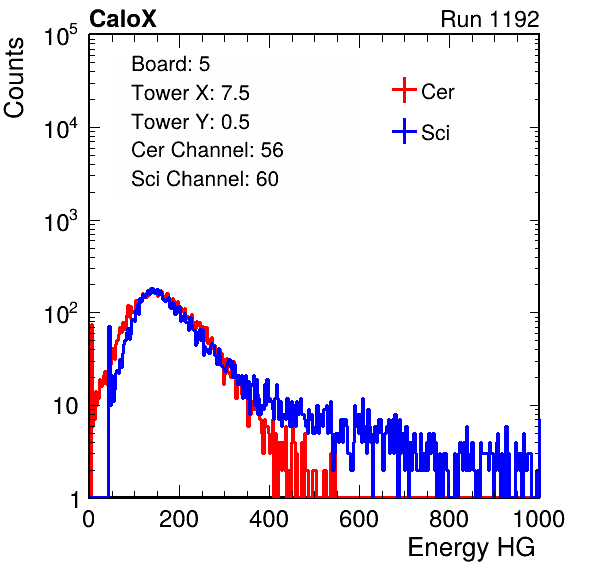 CaloX Run 1192
Counts
10^5
10^4
10^3
10^2
10
1
Board: 5
Tower X: 7.5
Tower Y: 0.5
Cer Channel: 56
Sci Channel: 60
Cer
Sci
0 200 400 600 800 1000
Energy HG